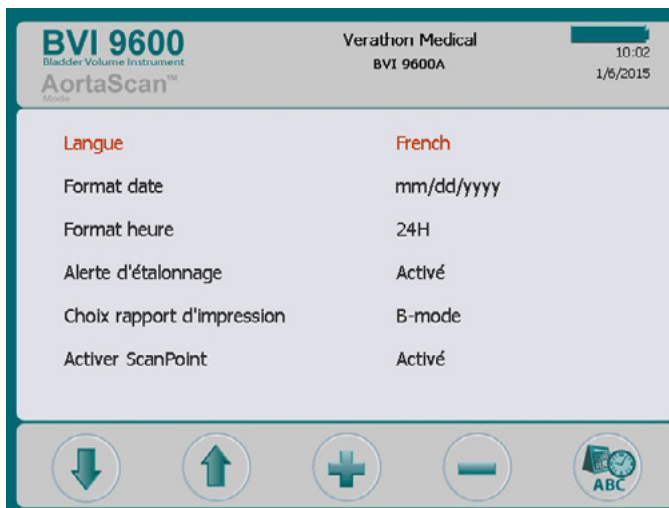 BVI 9600
Bladder Volume Instrument
AortaScan™
Mode
Verathon Medical
BVI 9600A
10:02
1/6/2015
Langue French
Format date mm/dd/yyyy
Format heure 24H
Alerte d'étalonnage Activé
Choix rapport d'impression B-mode
Activer ScanPoint Activé
ABC